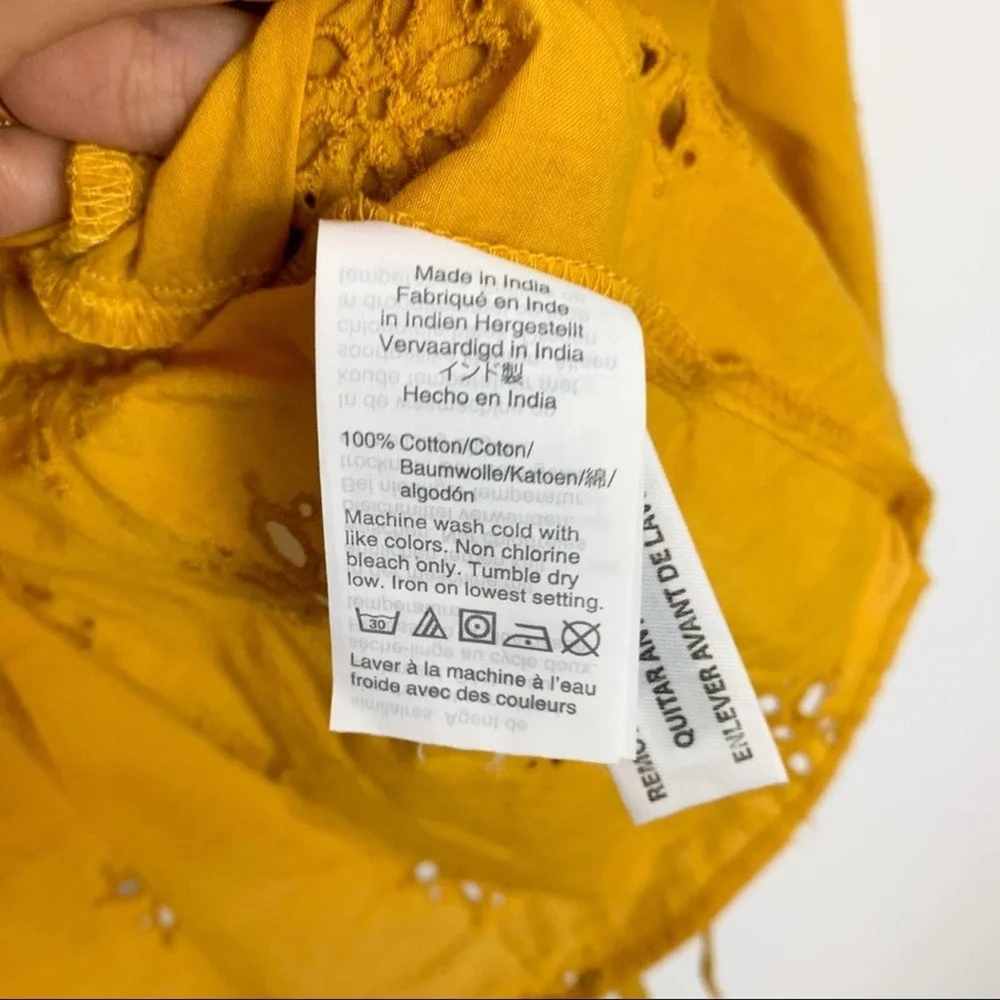 Made in India
Fabriqué en Inde
in Indien Hergestellt
Vervaardigd in India
インド製
Hecho en India
100% Cotton/Coton/
Baumwolle/Katoen/綿/
algodón
Machine wash cold with
like colors. Non chlorine
bleach only. Tumble dry
low. Iron on lowest setting.
30
Laver à la machine à l'eau
froide avec des couleurs
QUITAR AN
ENLEVER AVANT DE LA